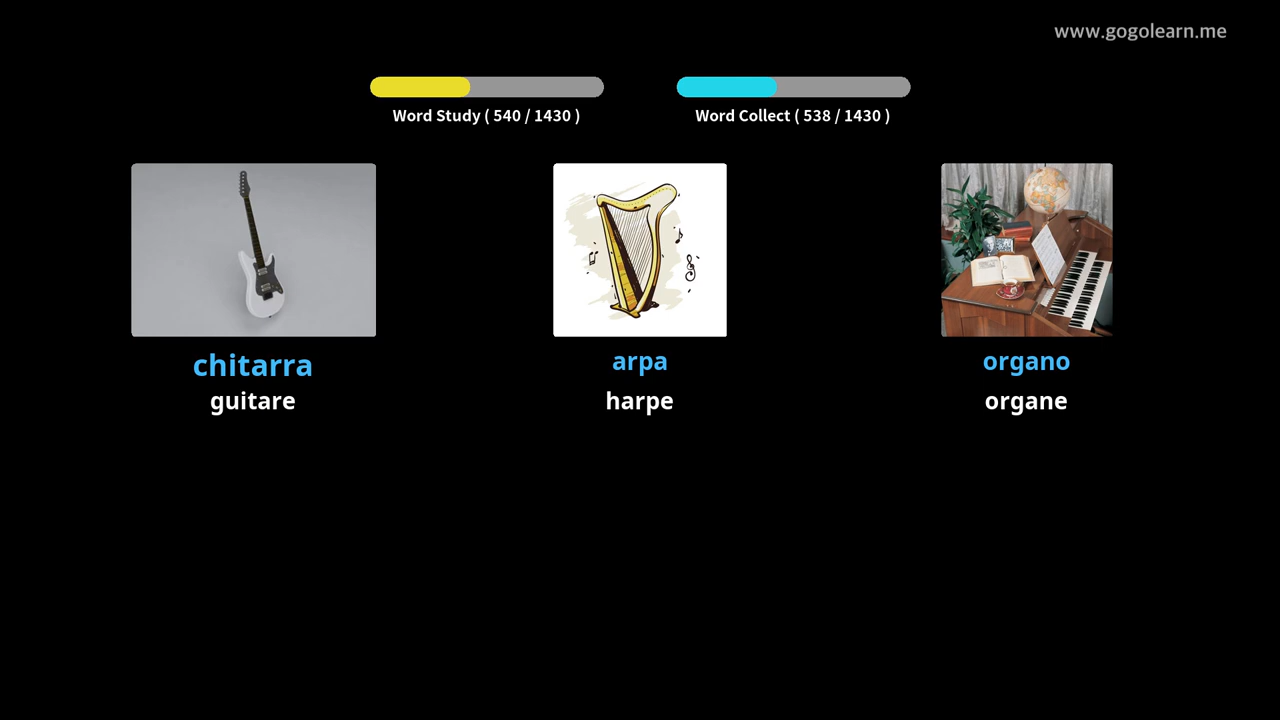 www.gogolearn.me
Word Study ( 540 / 1430 )
Word Collect ( 538 / 1430 )
chitarra
guitare
arpa
harpe
organo
organe